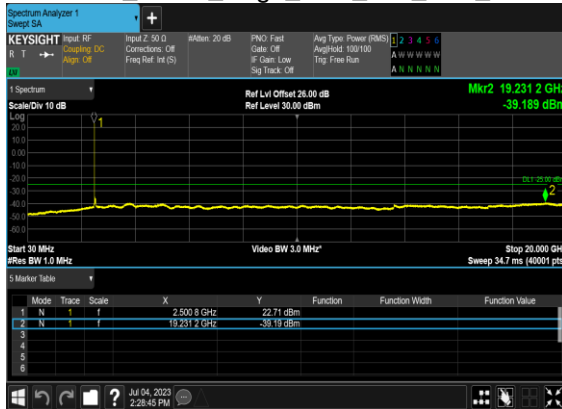 Spectrum Analyzer 1
Swept SA
+
KEYSIGHT Input: RF Input Z: 50 Ω #Atten: 20 dB PNO: Fast Avg Type: Power (RMS) 1 2 3 4 5 6
R T Coupling: DC Corrections: Off Gate: Off Avg|Hold: 100/100 A W W W W W
Align: Off Freq Ref: Int (S) IF Gain: Low Trig: Free Run
LXI Sig Track: Off A N N N N N
1 Spectrum Ref Lvl Offset 26.00 dB Mkr2 19.231 2 GHz
Scale/Div 10 dB Ref Level 30.00 dBm -39.189 dBm
Log
20.0 1
10.0
0.00
-10.0
-20.0 DL1 -25.00 dBm
-30.0 2
-40.0
-50.0
-60.0
Start 30 MHz Video BW 3.0 MHz* Stop 20.000 GH
#Res BW 1.0 MHz Sweep 34.7 ms (40001 pts
5 Marker Table
Mode Trace Scale X Y Function Function Width Function Value
1 N 1 f 2.500 8 GHz 22.71 dBm
2 N 1 f 19.231 2 GHz -39.19 dBm
3
4
5
6
? Jul 04, 2023
2:28:45 PM